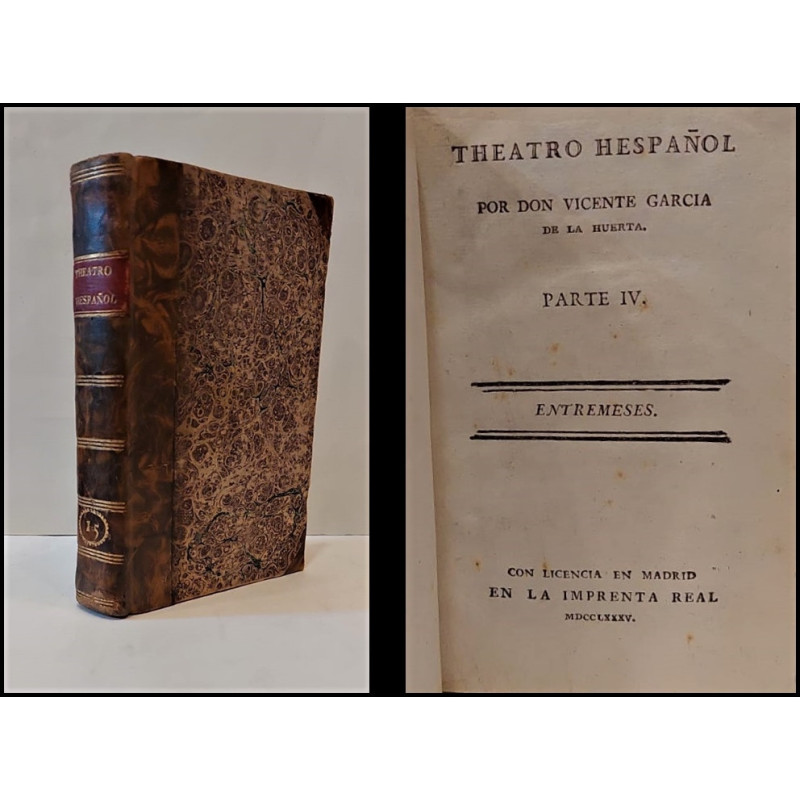 THEATRO
HESPAÑOL
15
THEATRO HESPAÑOL
POR DON VICENTE GARCIA
DE LA HUERTA.
PARTE IV.
ENTREMESES.
CON LICENCIA EN MADRID
EN LA IMPRENTA REAL
MDCCLXXXV.